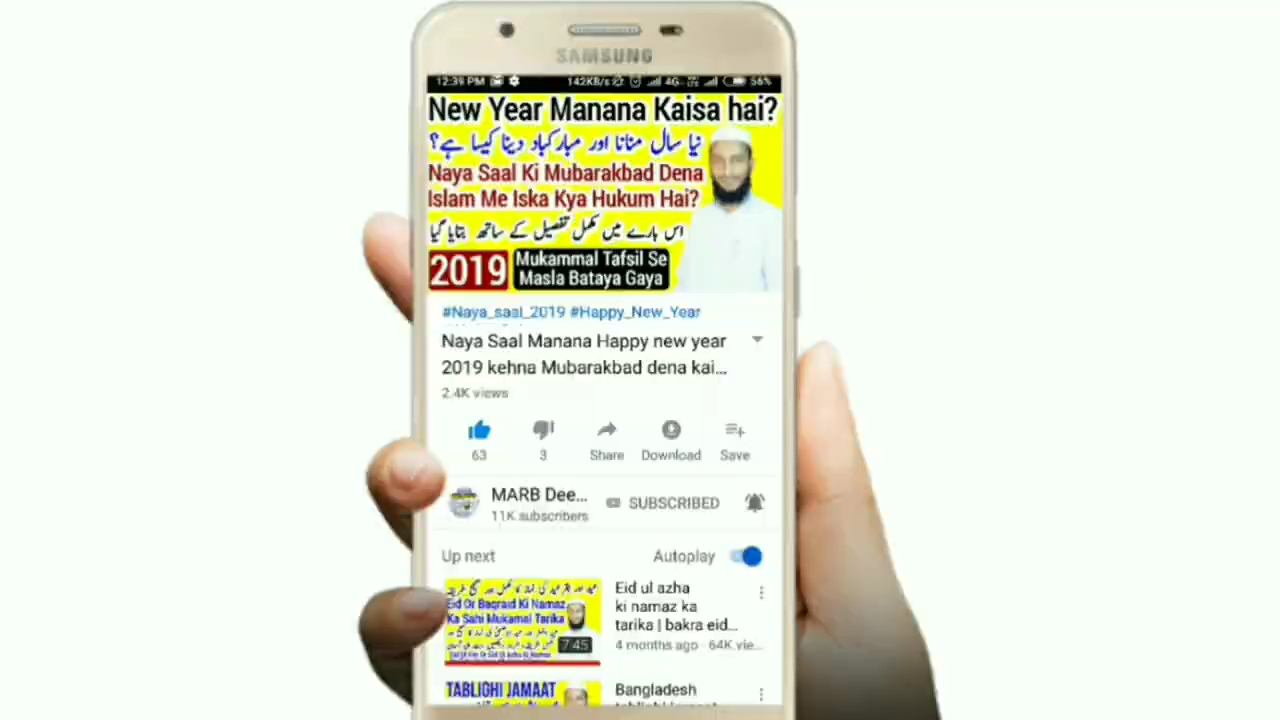 SAMSUNG
12:39 PM 142KB/s 4G 56%
New Year Manana Kaisa hai?
نیا سال منانا اور مبارکباد دینا کیسا ہے؟
Naya Saal Ki Mubarakbad Dena
Islam Me Iska Kya Hukum Hai?
اس بارے میں مکمل تفصیل کے ساتھ بتایا گیا
2019
Mukammal Tafsil Se
Masla Bataya Gaya
#Naya_saal_2019 #Happy_New_Year
Naya Saal Manana Happy new year
2019 kehna Mubarakbad dena kai...
2.4K views
63 3 Share Download Save
MARB Dee... SUBSCRIBED
11K subscribers
Up next Autoplay
Eid Or Baqraid Ki Namaz
Ka Sahi Mukamal Tarika
7:45
Eid ul azha
ki namaz ka
tarika | bakra eid...
4 months ago · 64K vie...
TABLIGHI JAMAAT
Bangladesh